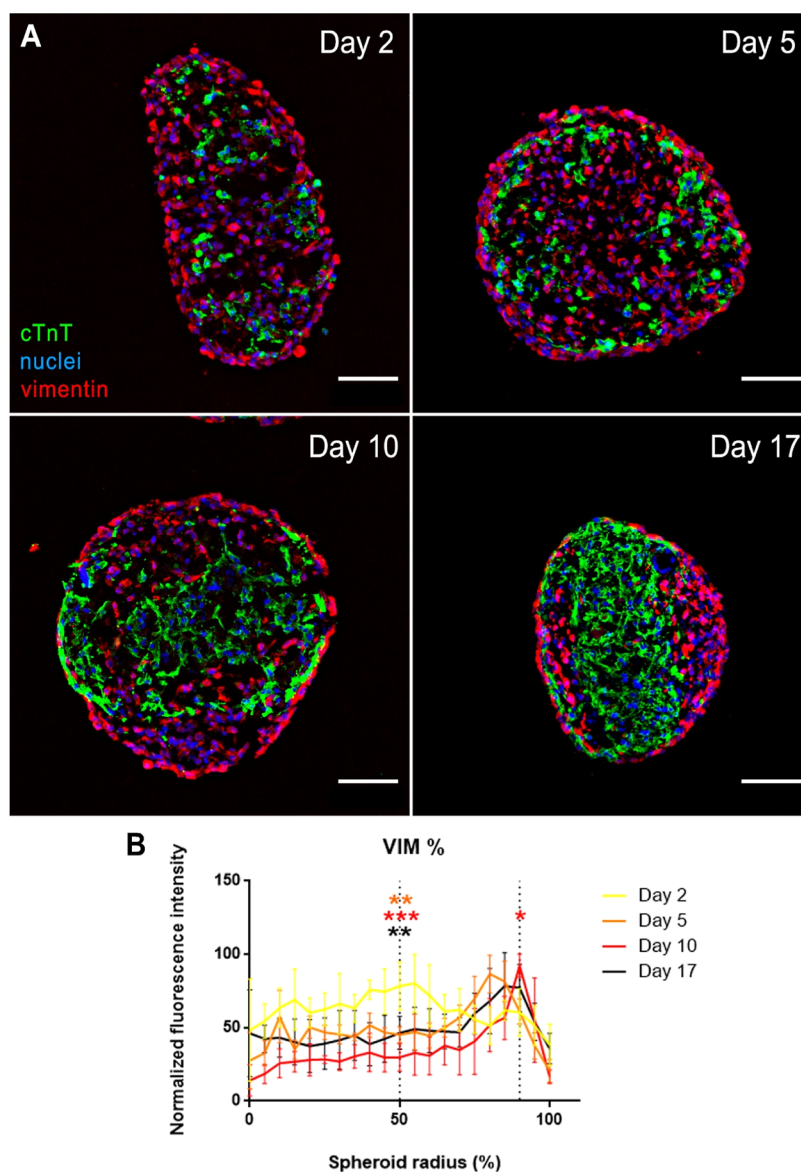 A
Day 2
Day 5
cTnT
nuclei
vimentin
Day 10
Day 17
B
VIM %
Normalized fluorescence intensity
150
100
50
0
**
***
**
*
Day 2
Day 5
Day 10
Day 17
0
50
100
Spheroid radius (%)